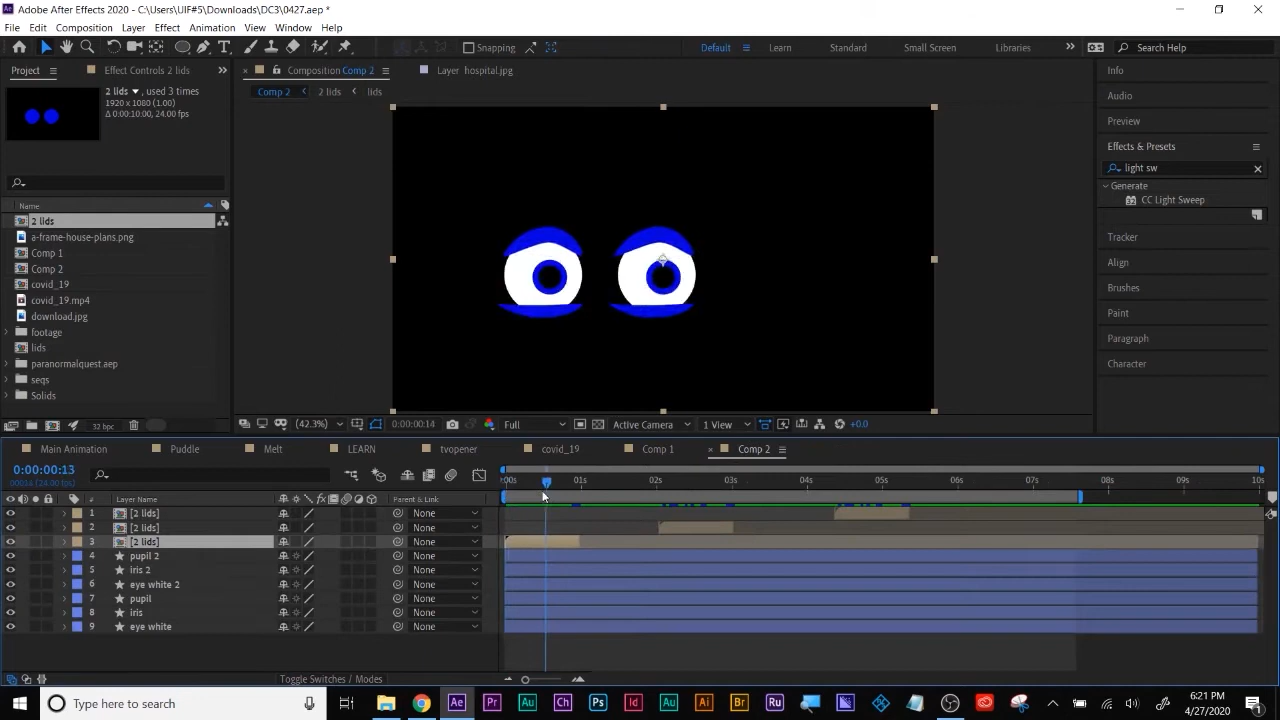 Adobe After Effects 2020 - C:\Users\UIF#5\Downloads\DC3\0427.aep *
File Edit Composition Layer Effect Animation View Window Help
Snapping
Default Learn Standard Small Screen Libraries Search Help
Project Effect Controls 2 lids Composition Comp 2 Layer hospital.jpg
Comp 2 2 lids lids
2 lids , used 3 times
1920 x 1080 (1.00)
Δ 0:00:10:00, 24.00 fps
Name
2 lids
a-frame-house-plans.png
Comp 1
Comp 2
covid_19
covid_19.mp4
download.jpg
footage
lids
paranormalquest.aep
seqs
Solids
32 bpc
(42.3%) 0:00:00:14 Full Active Camera 1 View +0.0
Info
Audio
Preview
Effects & Presets
light sw
Generate
CC Light Sweep
Tracker
Align
Brushes
Paint
Paragraph
Character
Main Animation Puddle Melt LEARN tvopener covid_19 Comp 1 Comp 2
0:00:00:13
# Layer Name Parent & Link
:00s 01s 02s 03s 04s 05s 06s 07s 08s 09s 10s
1 [2 lids] None
2 [2 lids] None
3 [2 lids] None
4 pupil 2 None
5 iris 2 None
6 eye white 2 None
7 pupil None
8 iris None
9 eye white None
Toggle Switches / Modes
Type here to search
6:21 PM
4/27/2020